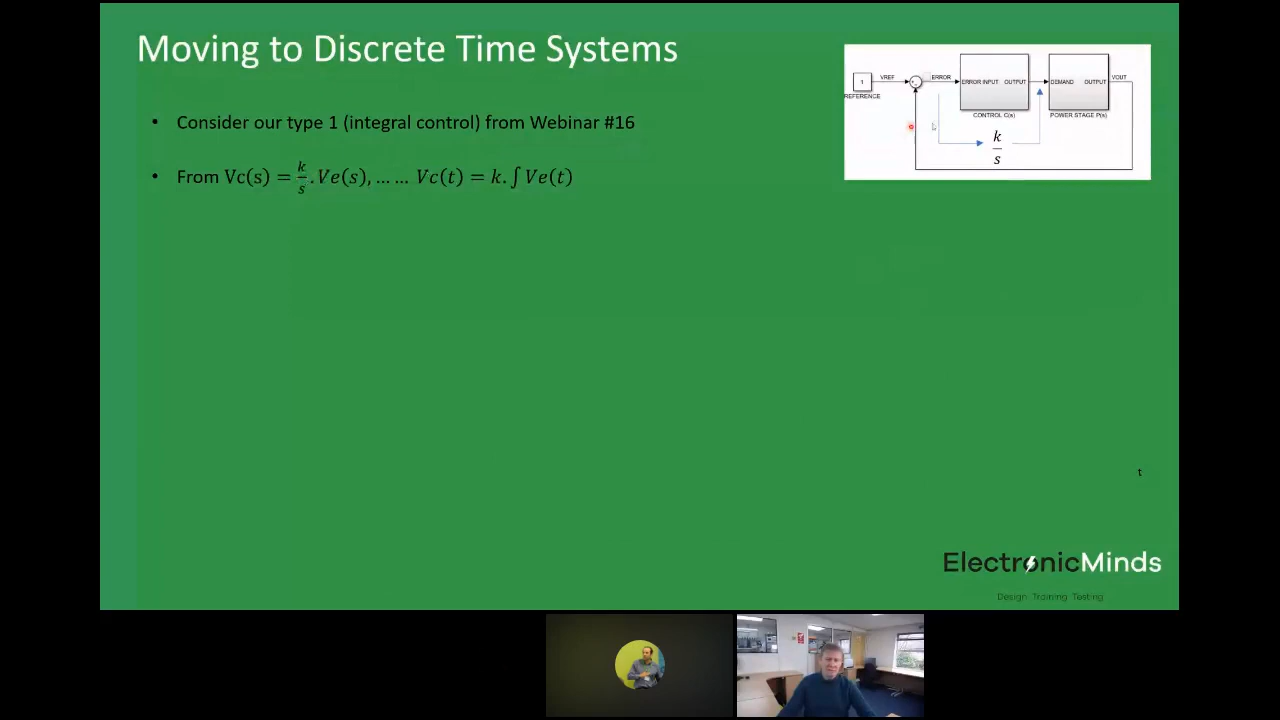 Moving to Discrete Time Systems
• Consider our type 1 (integral control) from Webinar #16
• From Vc(s) = k/s . Ve(s), … … Vc(t) = k. ∫ Ve(t)
1
REFERENCE
VREF
ERROR
ERROR INPUT OUTPUT
CONTROL C(s)
DEMAND OUTPUT
POWER STAGE P(s)
VOUT
k
s
t
ElectronicMinds
Design Training Testing